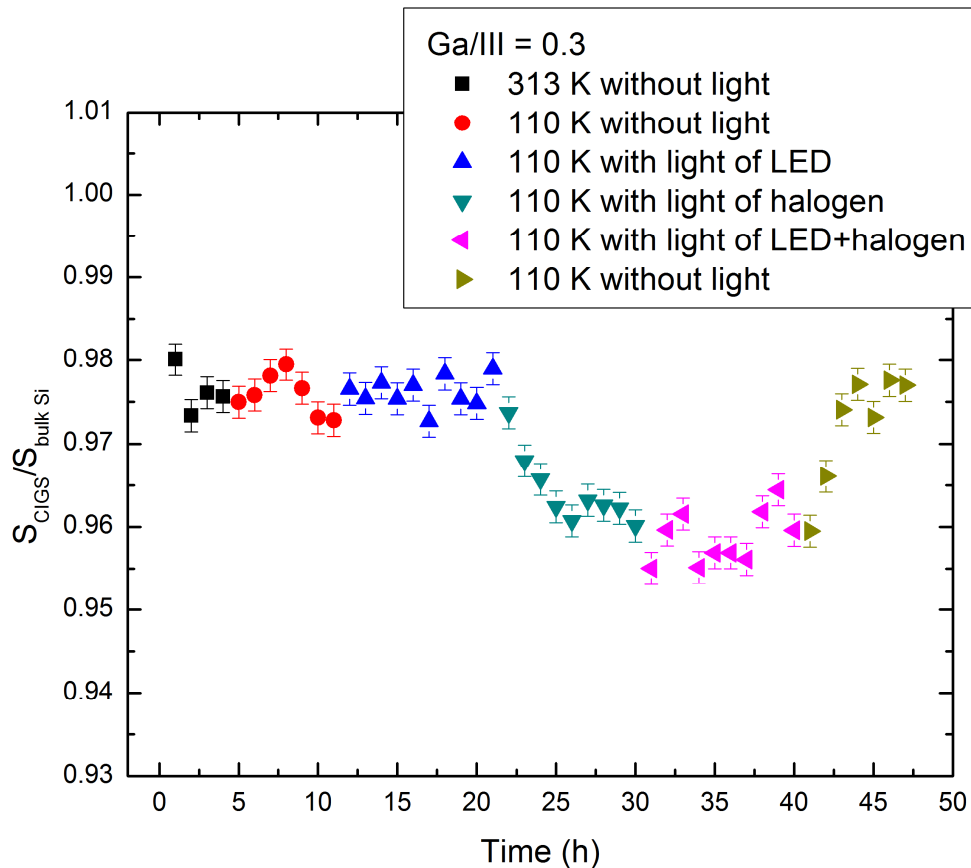 Ga/III = 0.3
313 K without light
110 K without light
110 K with light of LED
110 K with light of halogen
110 K with light of LED+halogen
110 K without light
1.01
1.00
0.99
0.98
0.97
0.96
0.95
0.94
0.93
S_CIGS/S_bulk Si
0 5 10 15 20 25 30 35 40 45 50
Time (h)